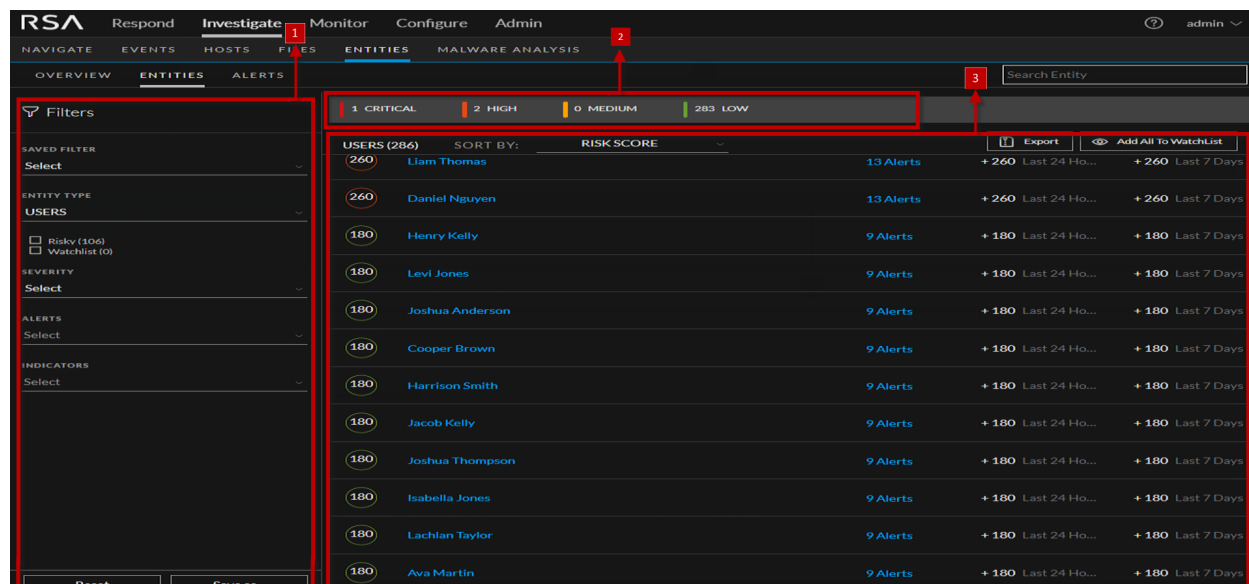 RSA Respond Investigate Monitor Configure Admin admin
1
2
NAVIGATE EVENTS HOSTS FILES ENTITIES MALWARE ANALYSIS
OVERVIEW ENTITIES ALERTS
3
Search Entity
Filters
SAVED FILTER
Select
ENTITY TYPE
USERS
Risky (106)
Watchlist (0)
SEVERITY
Select
ALERTS
Select
INDICATORS
Select
Reset Save as
1 CRITICAL 2 HIGH 0 MEDIUM 283 LOW
USERS (286) SORT BY: RISK SCORE Export Add All To WatchList
260 Liam Thomas 13 Alerts +260 Last 24 Ho... +260 Last 7 Days
260 Daniel Nguyen 13 Alerts +260 Last 24 Ho... +260 Last 7 Days
180 Henry Kelly 9 Alerts +180 Last 24 Ho... +180 Last 7 Days
180 Levi Jones 9 Alerts +180 Last 24 Ho... +180 Last 7 Days
180 Joshua Anderson 9 Alerts +180 Last 24 Ho... +180 Last 7 Days
180 Cooper Brown 9 Alerts +180 Last 24 Ho... +180 Last 7 Days
180 Harrison Smith 9 Alerts +180 Last 24 Ho... +180 Last 7 Days
180 Jacob Kelly 9 Alerts +180 Last 24 Ho... +180 Last 7 Days
180 Joshua Thompson 9 Alerts +180 Last 24 Ho... +180 Last 7 Days
180 Isabella Jones 9 Alerts +180 Last 24 Ho... +180 Last 7 Days
180 Lachlan Taylor 9 Alerts +180 Last 24 Ho... +180 Last 7 Days
180 Ava Martin 9 Alerts +180 Last 24 Ho... +180 Last 7 Days